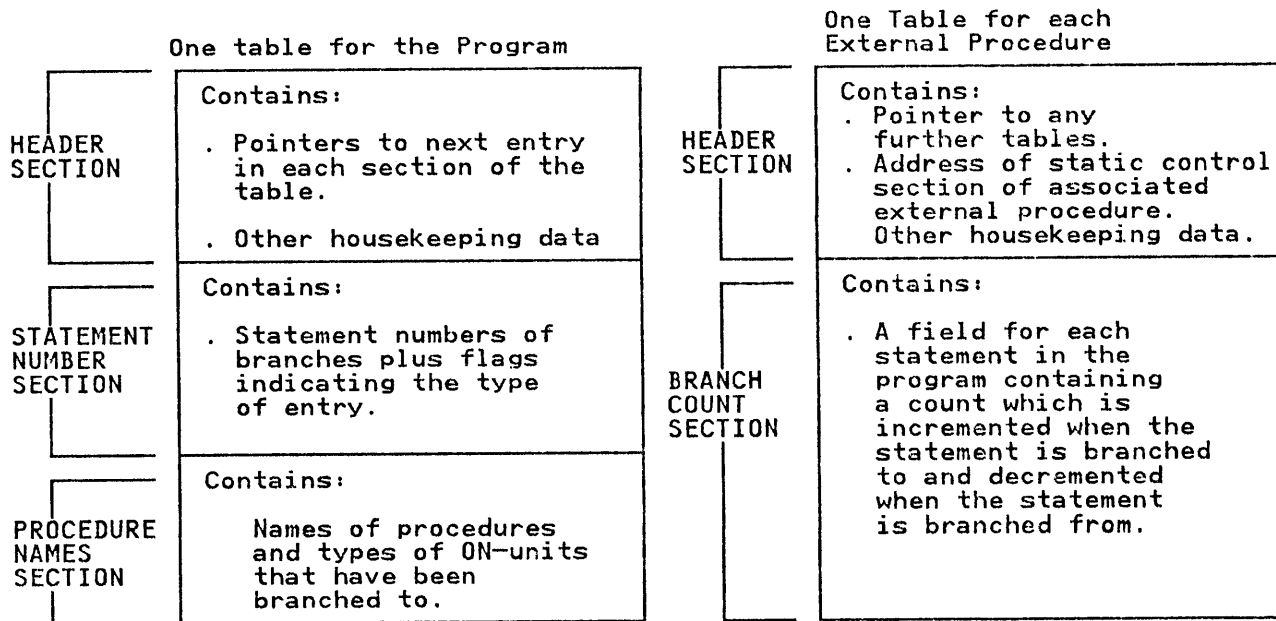 One table for the Program
HEADER
SECTION
Contains:
. Pointers to next entry
in each section of the
table.
. Other housekeeping data
STATEMENT
NUMBER
SECTION
Contains:
. Statement numbers of
branches plus flags
indicating the type
of entry.
PROCEDURE
NAMES
SECTION
Contains:
Names of procedures
and types of ON-units
that have been
branched to.
One Table for each
External Procedure
HEADER
SECTION
Contains:
. Pointer to any
further tables.
. Address of static control
section of associated
external procedure.
Other housekeeping data.
BRANCH
COUNT
SECTION
Contains:
. A field for each
statement in the
program containing
a count which is
incremented when the
statement is branched
to and decremented
when the statement
is branched from.